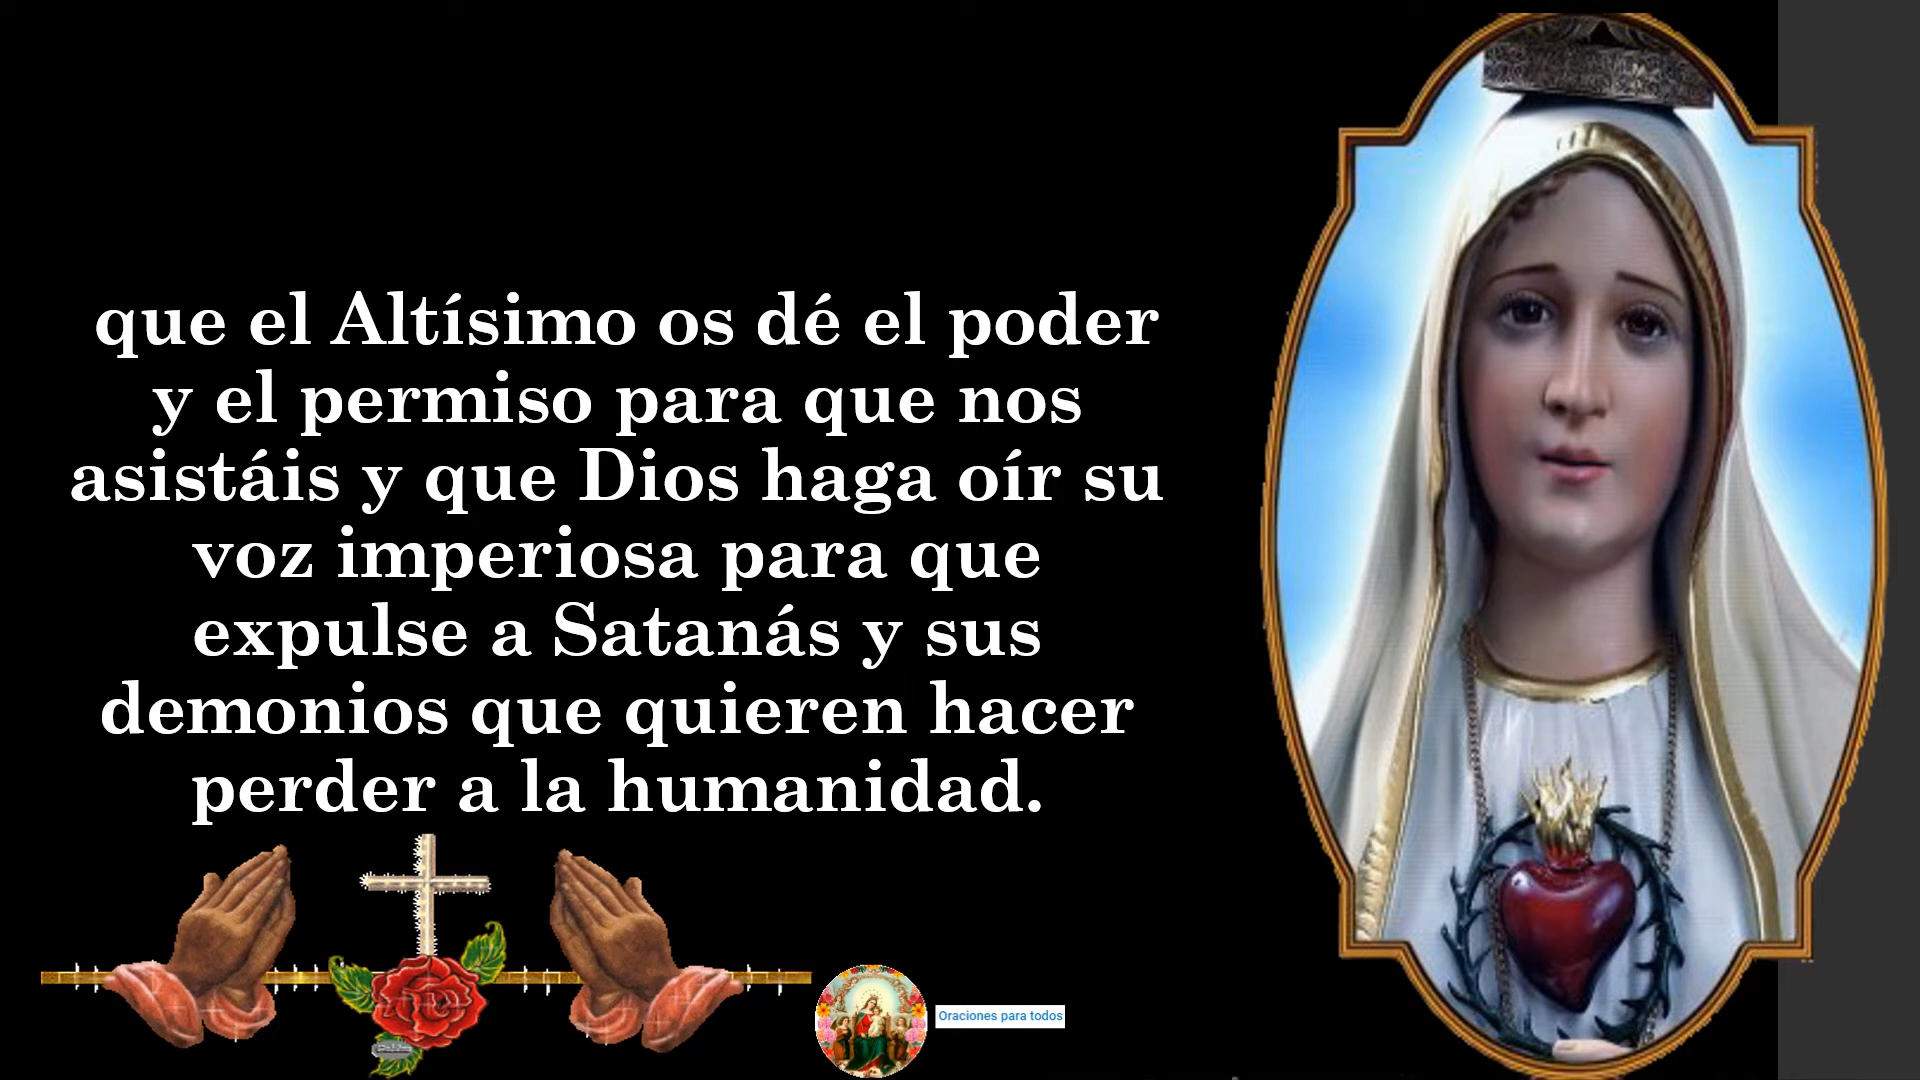 que el Altísimo os dé el poder
y el permiso para que nos
asistáis y que Dios haga oír su
voz imperiosa para que
expulse a Satanás y sus
demonios que quieren hacer
perder a la humanidad.
Oraciones para todos